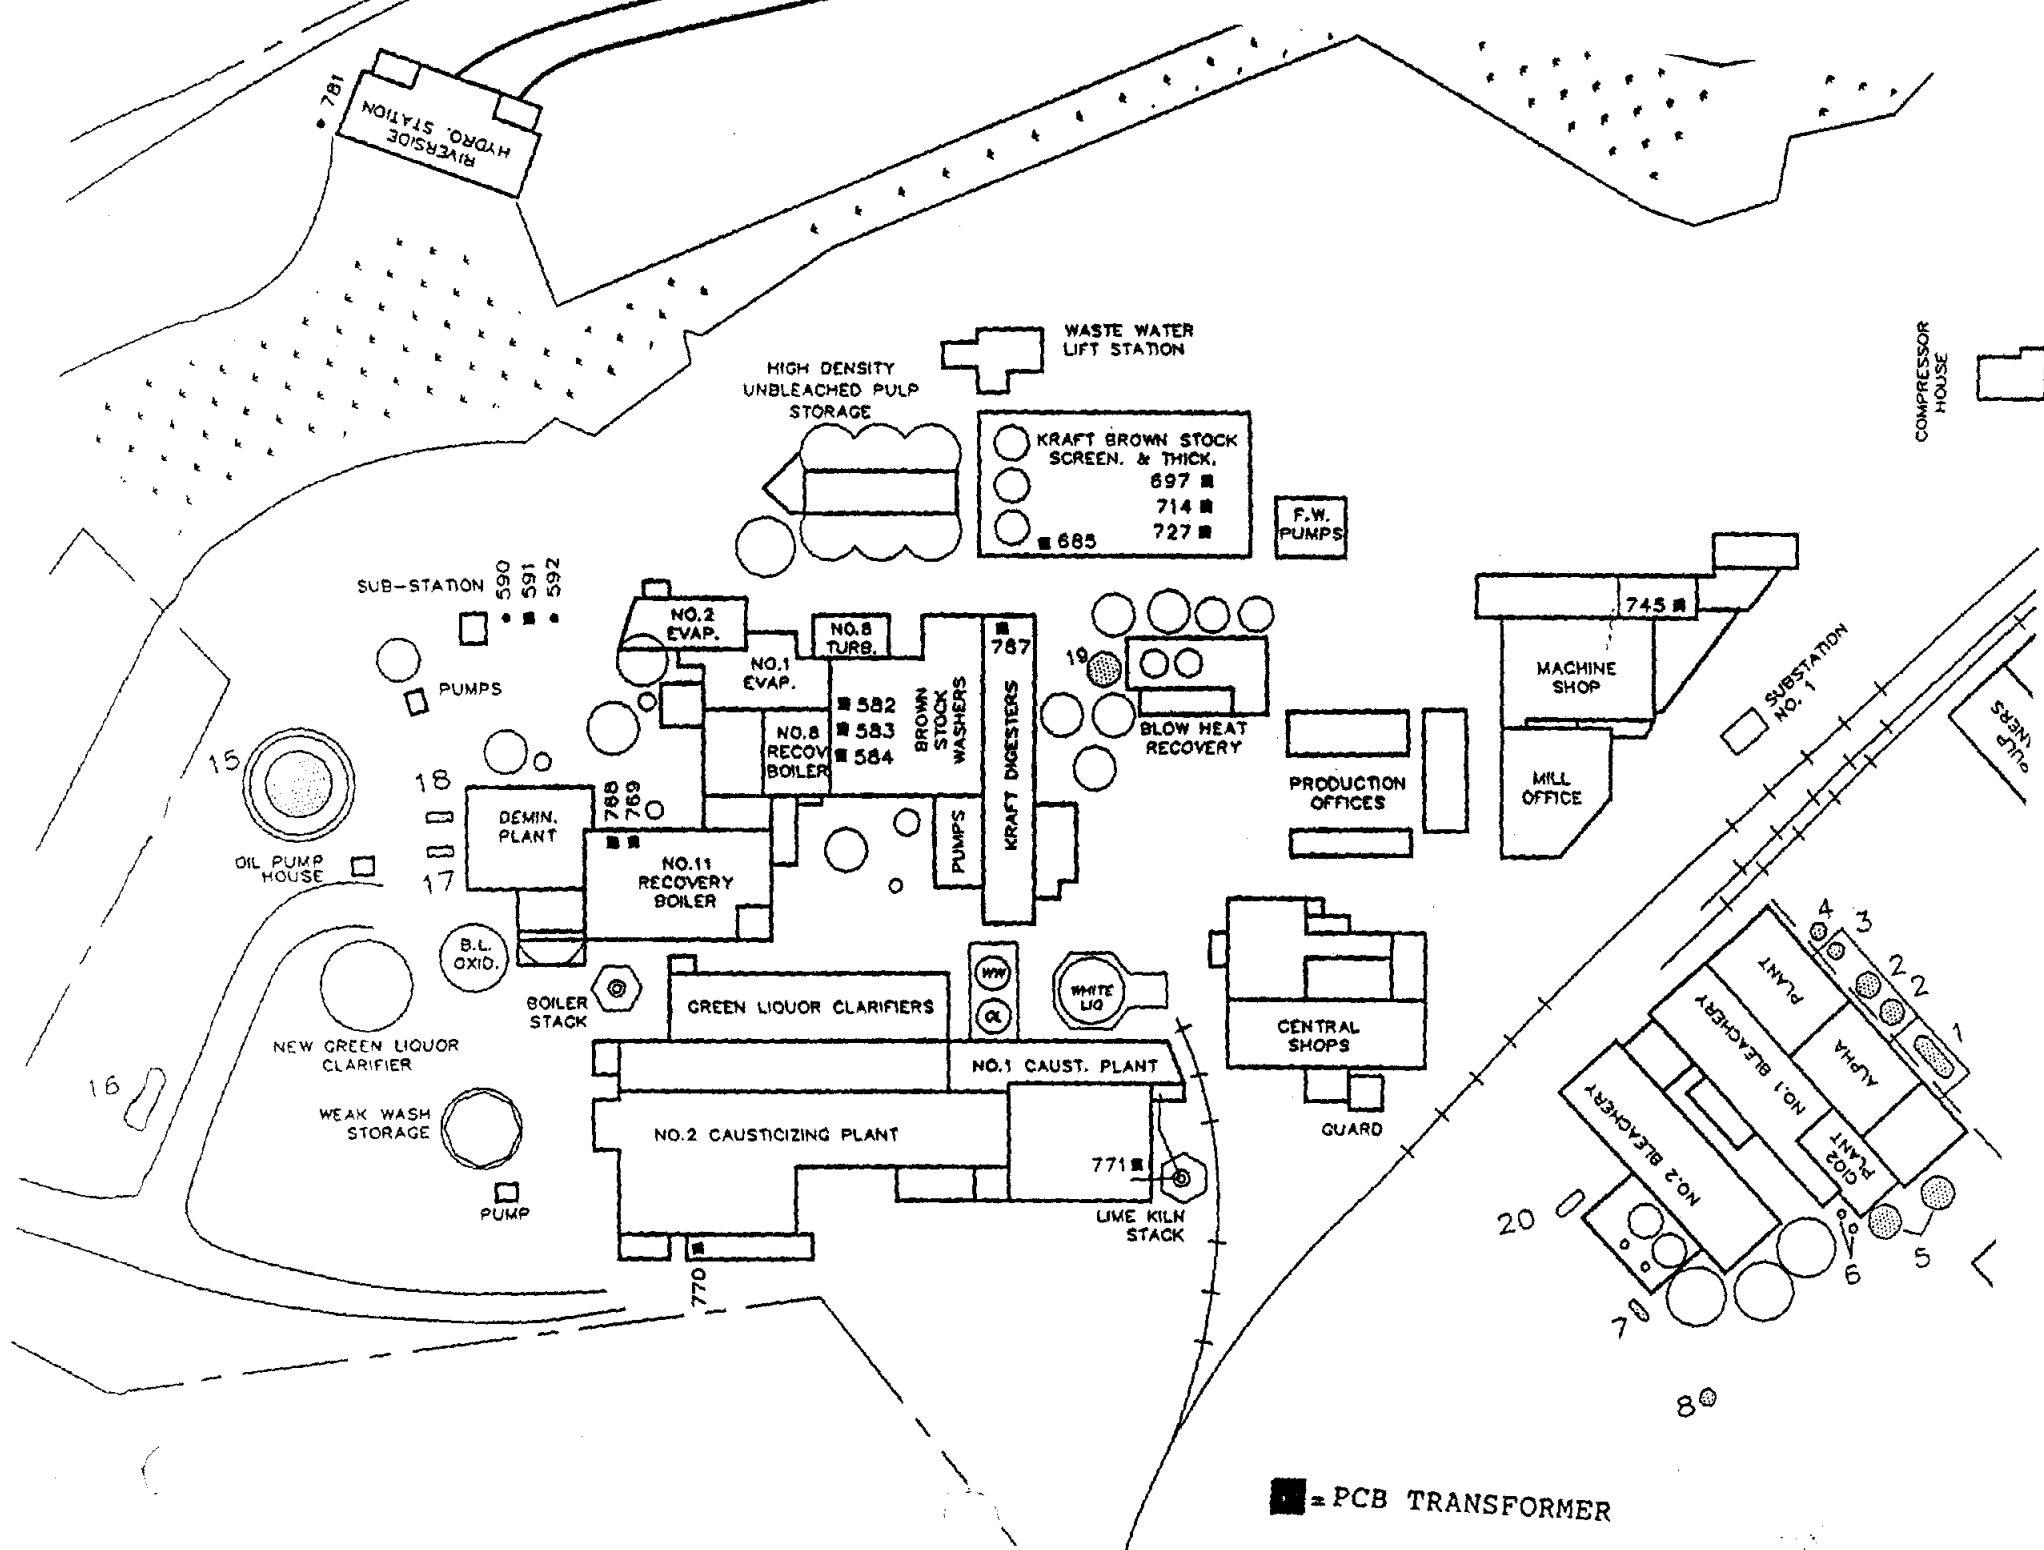 781
RIVERSIDE
HYDRO. STATION
WASTE WATER
LIFT STATION
HIGH DENSITY
UNBLEACHED PULP
STORAGE
COMPRESSOR
HOUSE
KRAFT BROWN STOCK
SCREEN. & THICK.
697
714
727
685
F.W.
PUMPS
SUB-STATION
590
591
592
NO.2
EVAP.
NO.1
EVAP.
NO.8
TURB.
767
KRAFT DIGESTERS
19
745
MACHINE
SHOP
SUBSTATION
NO. 1
PUMPS
582
583
584
BROWN
STOCK
WASHERS
NO.8
RECOV
BOILER
BLOW HEAT
RECOVERY
15
18
17
DEMIN.
PLANT
768
769
PUMPS
PRODUCTION
OFFICES
MILL
OFFICE
OIL PUMP
HOUSE
NO.11
RECOVERY
BOILER
B.L.
OXID.
BOILER
STACK
GREEN LIQUOR CLARIFIERS
WW
GL
WHITE
LIQ
CENTRAL
SHOPS
4
3
2
2
1
PLANT
ALPHA
NO.1 BLEACHERY
NO.2 BLEACHERY
ClO2
PLANT
NEW GREEN LIQUOR
CLARIFIER
16
NO.1 CAUST. PLANT
WEAK WASH
STORAGE
NO.2 CAUSTICIZING PLANT
GUARD
771
PUMP
LIME KILN
STACK
20
5
6
7
770
8
= PCB TRANSFORMER